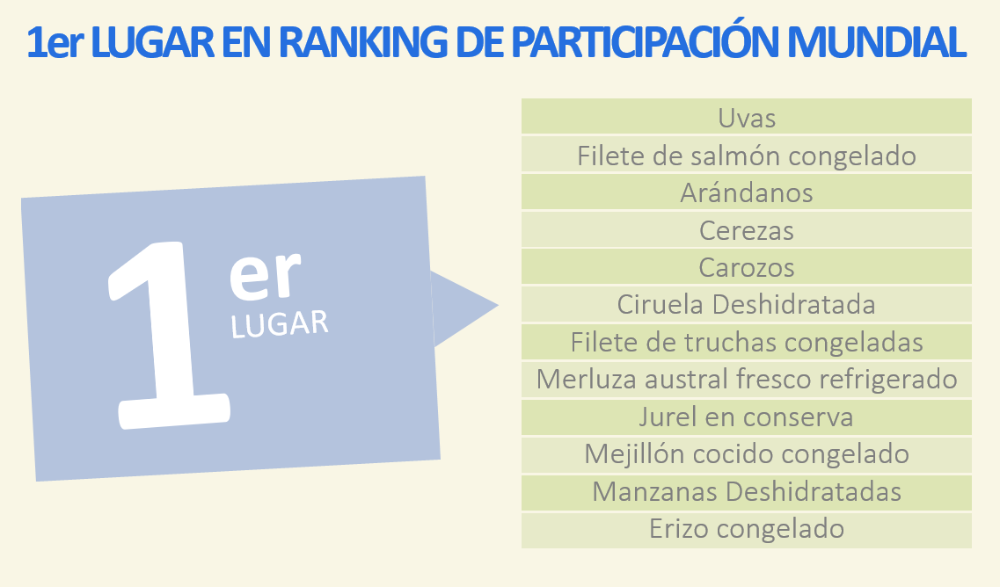 1er LUGAR EN RANKING DE PARTICIPACIÓN MUNDIAL
1er
LUGAR
Uvas
Filete de salmón congelado
Arándanos
Cerezas
Carozos
Ciruela Deshidratada
Filete de truchas congeladas
Merluza austral fresco refrigerado
Jurel en conserva
Mejillón cocido congelado
Manzanas Deshidratadas
Erizo congelado